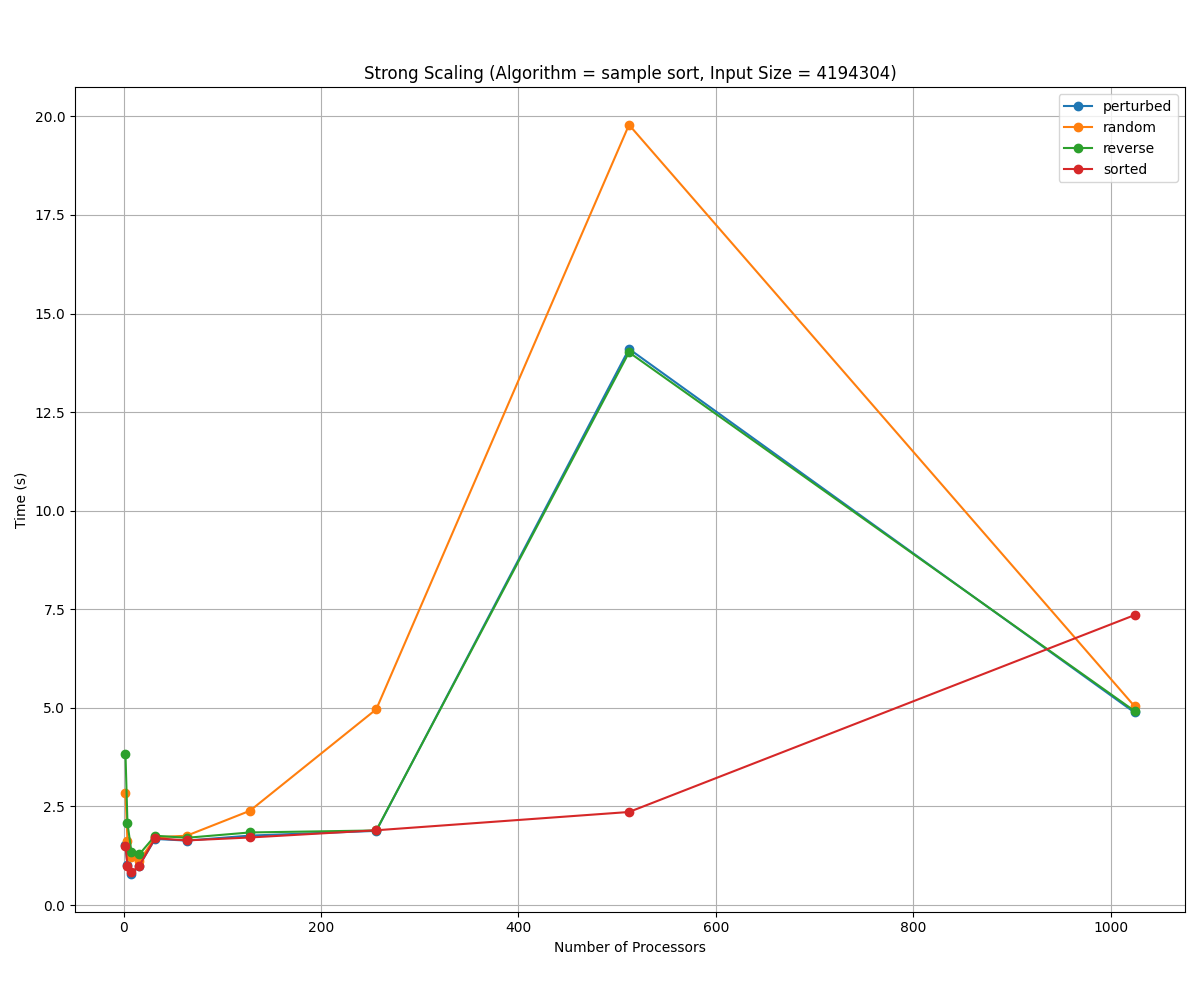 Strong Scaling (Algorithm = sample sort, Input Size = 4194304)
perturbed
random
reverse
sorted
20.0
17.5
15.0
12.5
10.0
7.5
5.0
2.5
0.0
Time (s)
0 200 400 600 800 1000
Number of Processors